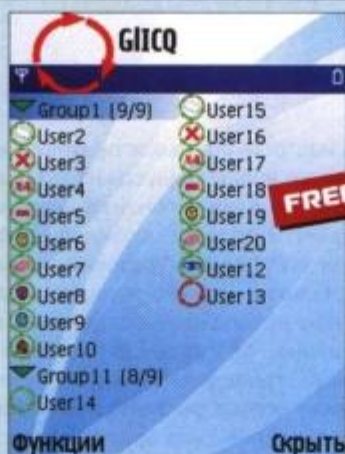 GlICQ
Group1 (9/9)
User2
User3
User4
User5
User6
User7
User8
User9
User10
Group11 (8/9)
User14
User15
User16
User17
User18
User19
User20
User12
User13
FREE
Функции
Скрыть